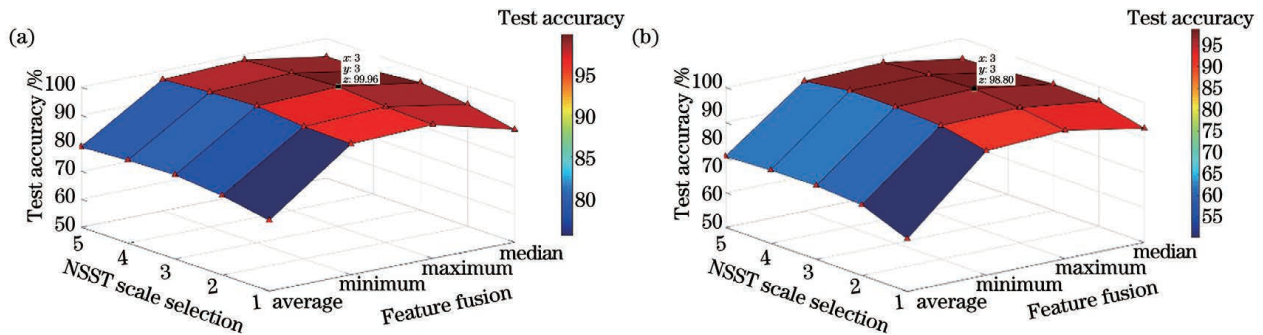 (a)
Test accuracy
Test accuracy /%
100
90
80
70
60
50
x: 3
y: 3
z: 99.96
95
90
85
80
5
4
3
2
1
NSST scale selection
average
minimum
maximum
median
Feature fusion
(b)
Test accuracy
Test accuracy /%
100
90
80
70
60
50
x: 3
y: 3
z: 98.80
95
90
85
80
75
70
65
60
55
5
4
3
2
1
NSST scale selection
average
minimum
maximum
median
Feature fusion